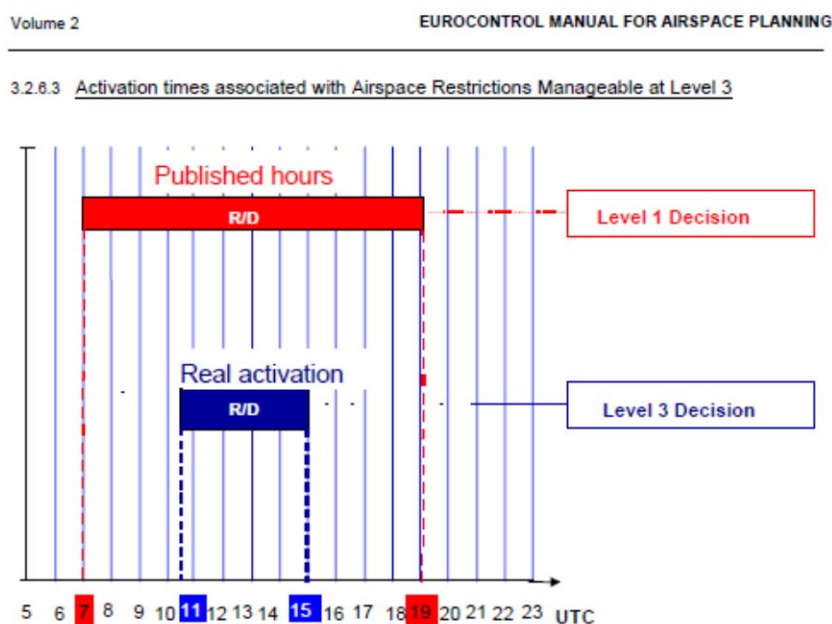 Volume 2 EUROCONTROL MANUAL FOR AIRSPACE PLANNING
3.2.6.3 Activation times associated with Airspace Restrictions Manageable at Level 3
Published hours
R/D
Level 1 Decision
Real activation
R/D
Level 3 Decision
5 6 7 8 9 10 11 12 13 14 15 16 17 18 19 20 21 22 23 UTC